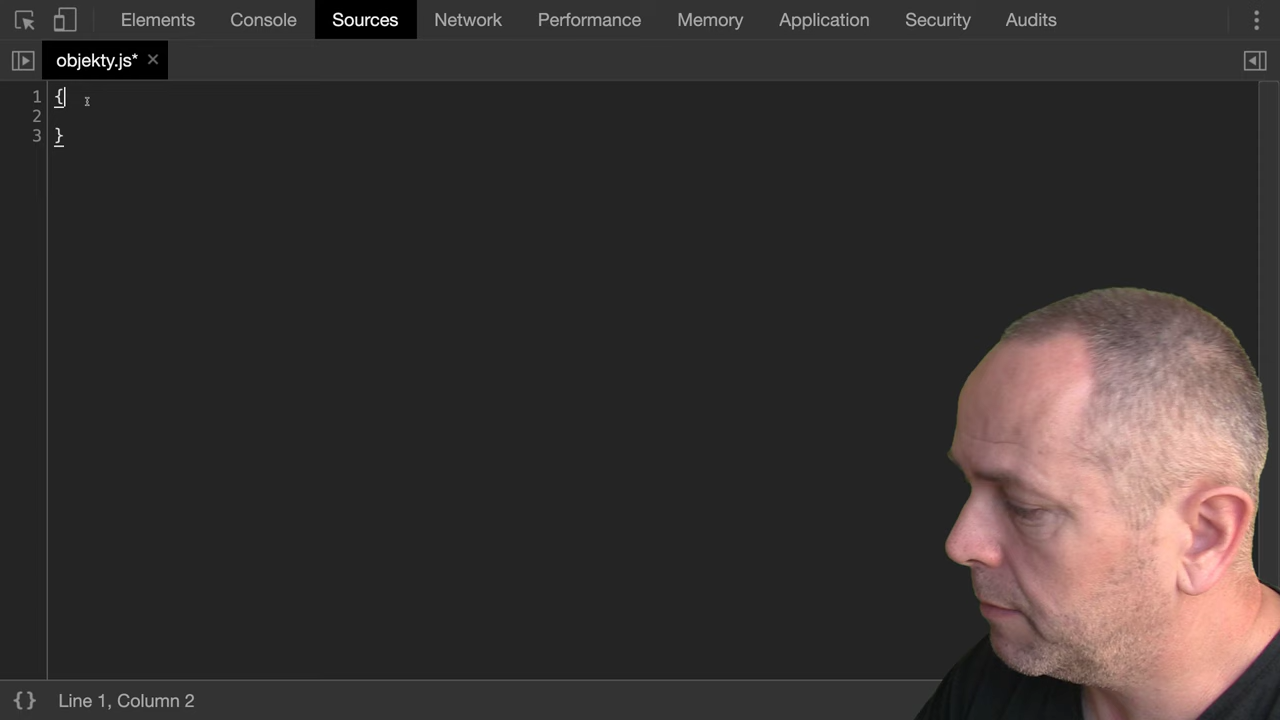 Elements Console Sources Network Performance Memory Application Security Audits
objekty.js* ×
1 {
2
3 }
{} Line 1, Column 2